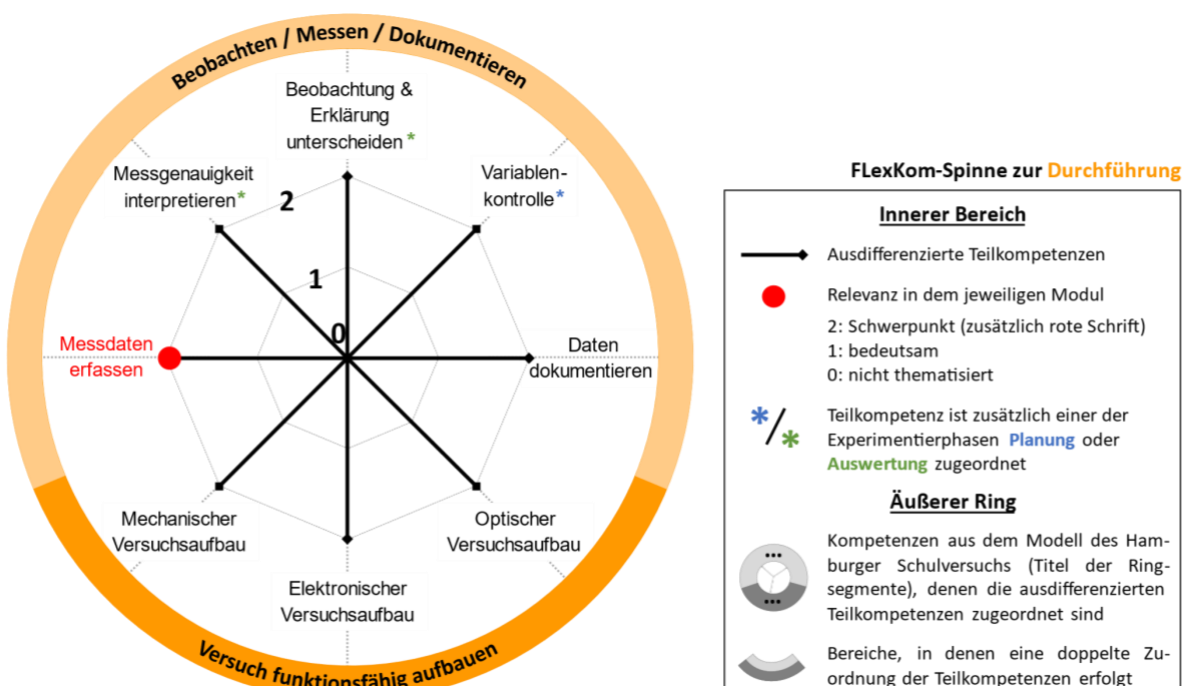 Beobachten / Messen / Dokumentieren
Beobachtung &
Erklärung
unterscheiden *
Messgenauigkeit
interpretieren*
Variablen-
kontrolle*
2
1
0
Messdaten
erfassen
Daten
dokumentieren
Mechanischer
Versuchsaufbau
Optischer
Versuchsaufbau
Elektronischer
Versuchsaufbau
Versuch funktionsfähig aufbauen
FLexKom-Spinne zur Durchführung
Innerer Bereich
Ausdifferenzierte Teilkompetenzen
Relevanz in dem jeweiligen Modul
2: Schwerpunkt (zusätzlich rote Schrift)
1: bedeutsam
0: nicht thematisiert
*/*
Teilkompetenz ist zusätzlich einer der
Experimentierphasen Planung oder
Auswertung zugeordnet
Äußerer Ring
Kompetenzen aus dem Modell des Ham-
burger Schulversuchs (Titel der Ring-
segmente), denen die ausdifferenzierten
Teilkompetenzen zugeordnet sind
Bereiche, in denen eine doppelte Zu-
ordnung der Teilkompetenzen erfolgt